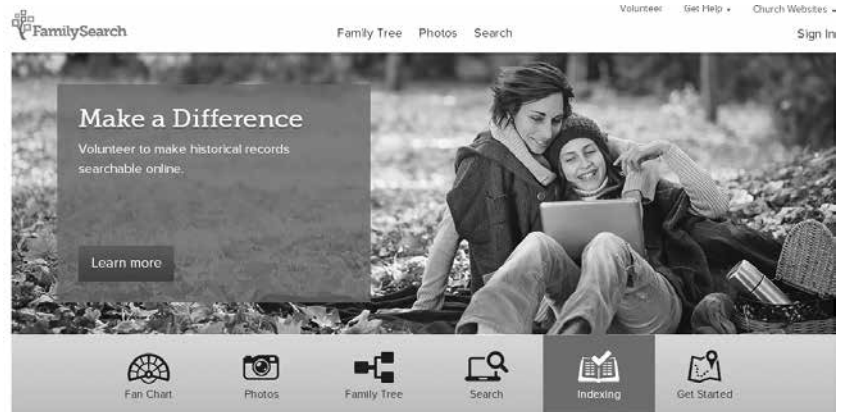 Volunteer Get Help Church Websites
FamilySearch
Family Tree Photos Search
Sign In
Make a Difference
Volunteer to make historical records
searchable online.
Learn more
Fan Chart Photos Family Tree Search Indexing Get Started